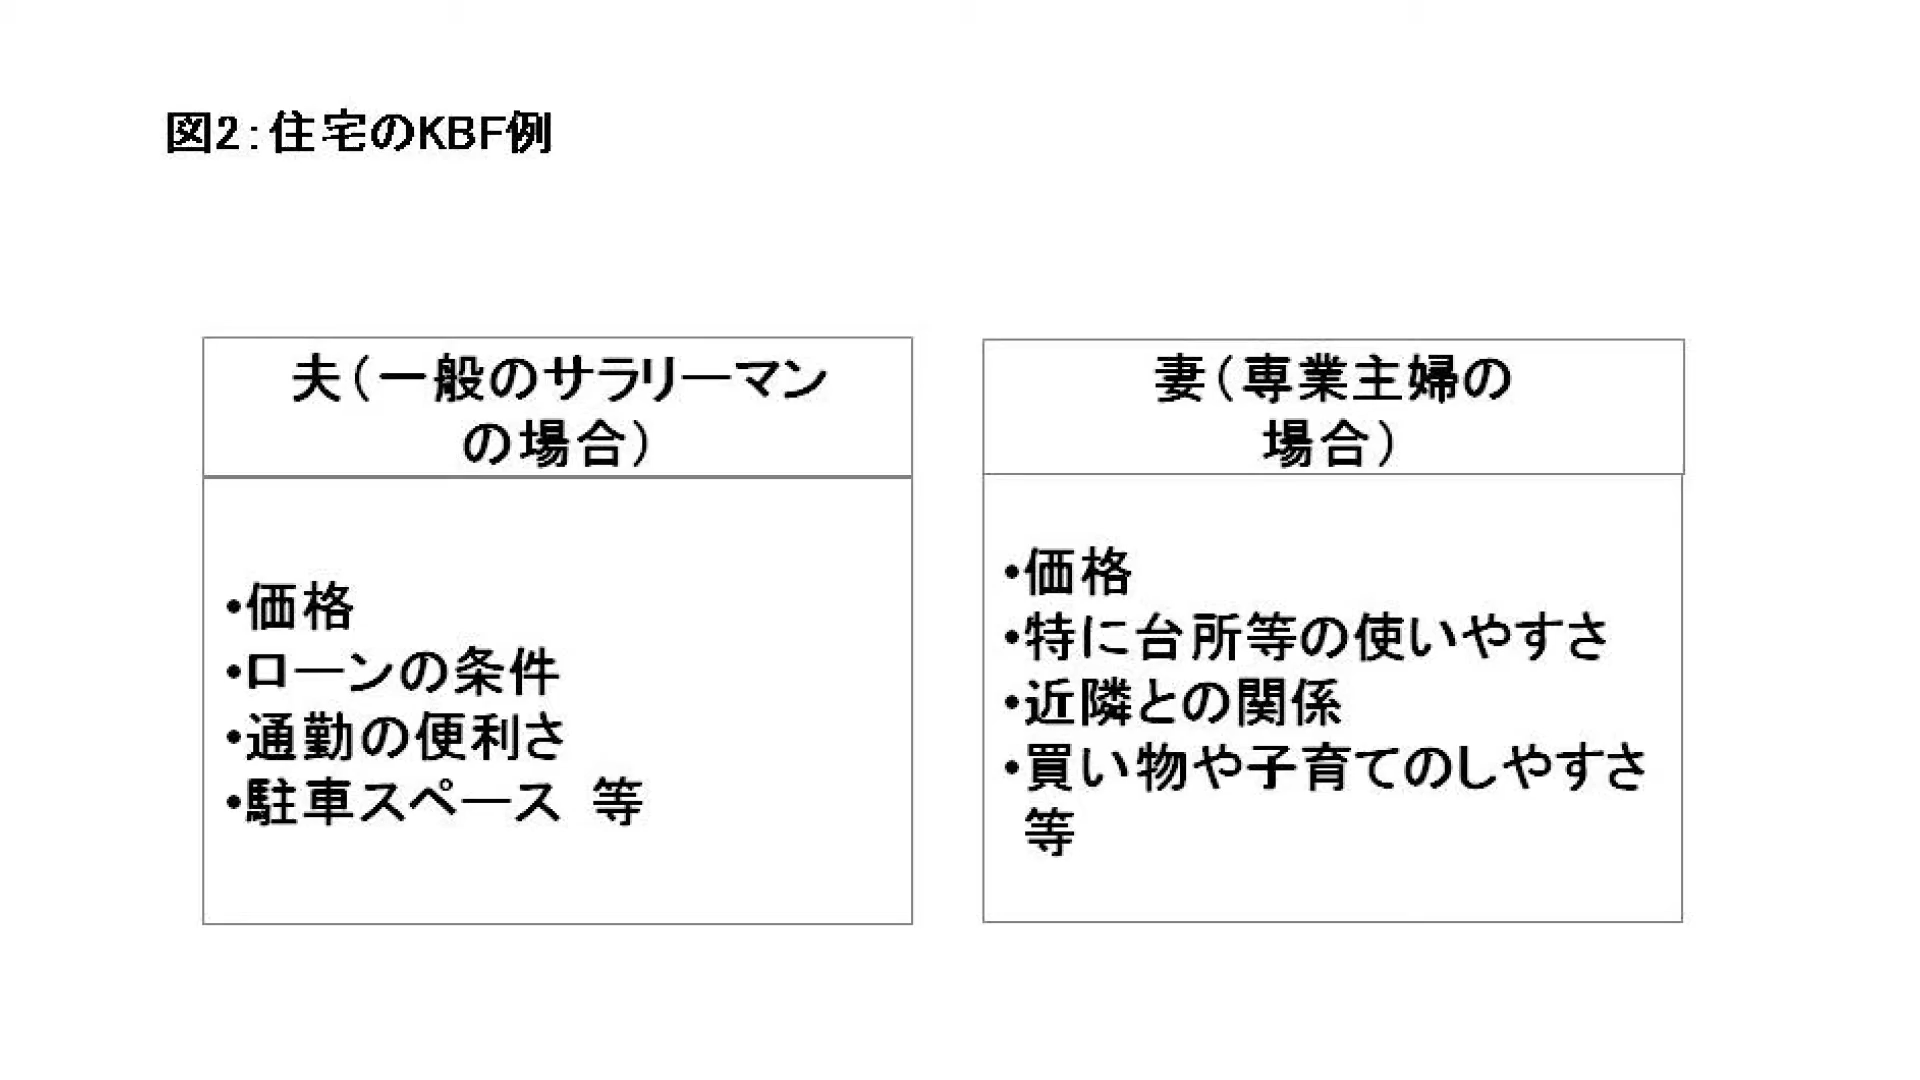 図2：住宅のKBF例
夫（一般のサラリーマン
の場合）
•価格
•ローンの条件
•通勤の便利さ
•駐車スペース 等
妻（専業主婦の
場合）
•価格
•特に台所等の使いやすさ
•近隣との関係
•買い物や子育てのしやすさ
等